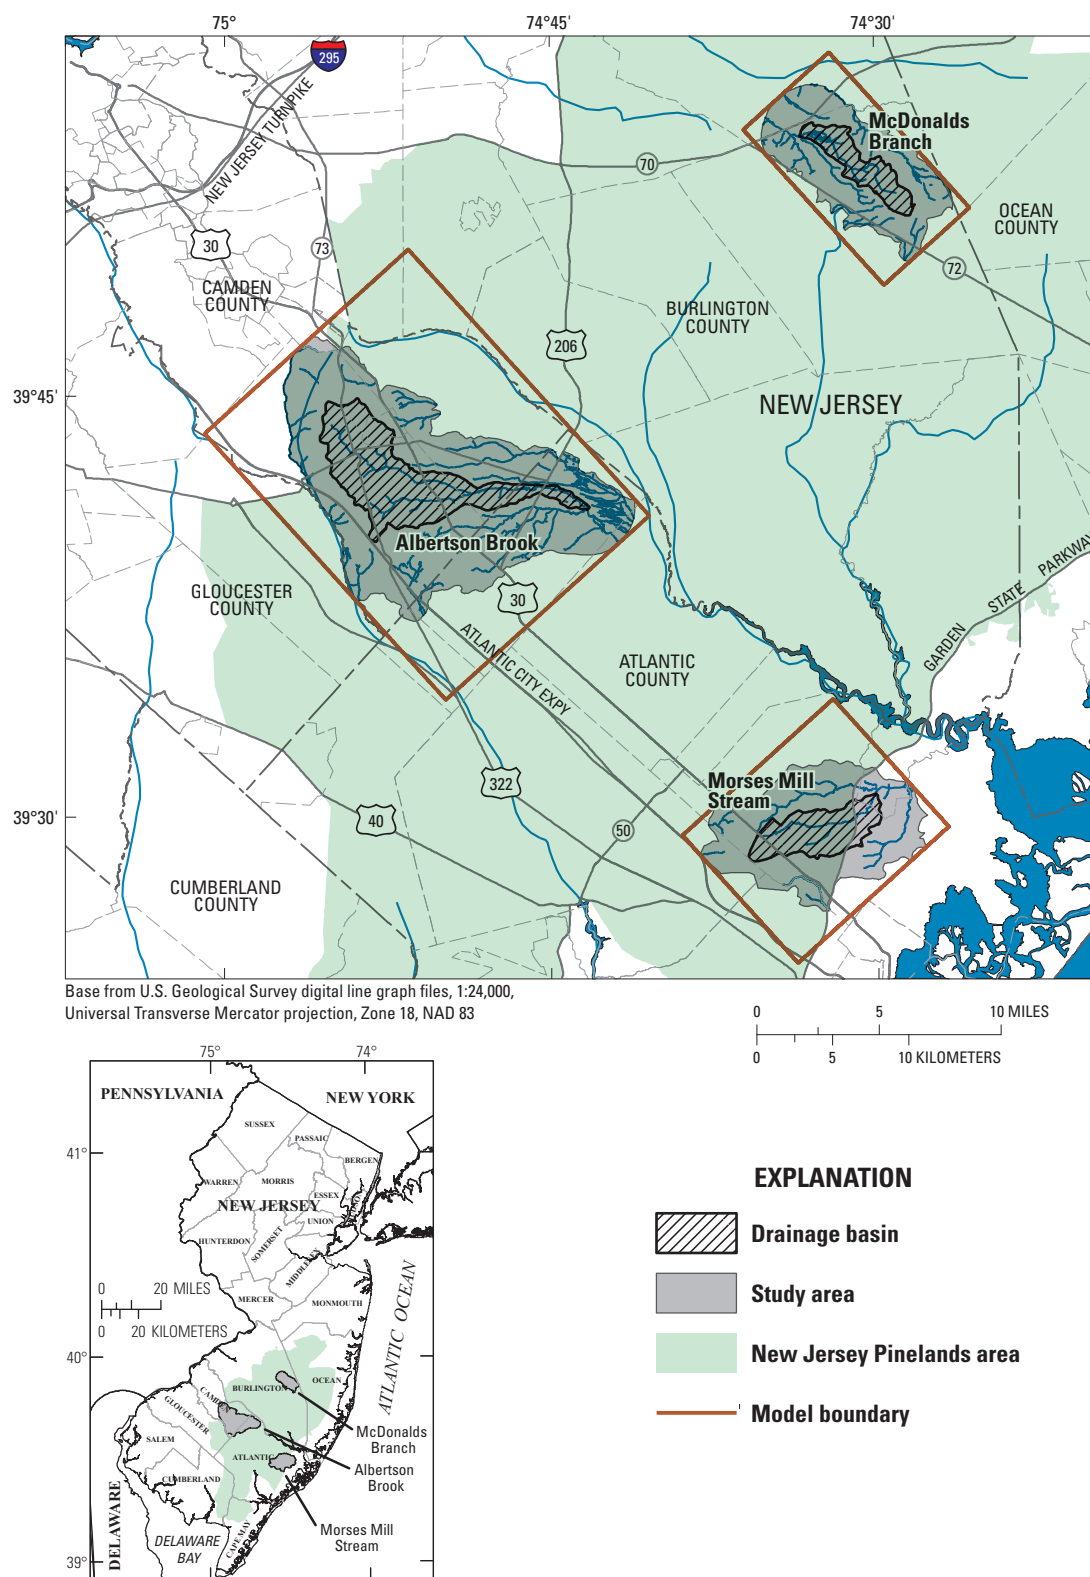 75°
74°45'
74°30'
295
NEW JERSEY TURNPIKE
McDonalds
Branch
70
OCEAN
COUNTY
30
73
72
CAMDEN
COUNTY
BURLINGTON
COUNTY
206
39°45'
NEW JERSEY
Albertson Brook
GLOUCESTER
COUNTY
30
GARDEN STATE PARKWAY
ATLANTIC CITY EXPY
ATLANTIC
COUNTY
322
Morses Mill
Stream
39°30'
40
50
CUMBERLAND
COUNTY
Base from U.S. Geological Survey digital line graph files, 1:24,000,
Universal Transverse Mercator projection, Zone 18, NAD 83
0 5 10 MILES
0 5 10 KILOMETERS
75°
74°
PENNSYLVANIA
NEW YORK
SUSSEX
PASSAIC
41°
BERGEN
WARREN
MORRIS
ESSEX
NEW JERSEY
HUDSON
UNION
HUNTERDON
SOMERSET
MIDDLESEX
0 20 MILES
MERCER
MONMOUTH
0 20 KILOMETERS
ATLANTIC OCEAN
40°
BURLINGTON
OCEAN
CAMDEN
GLOUCESTER
McDonalds
Branch
SALEM
ATLANTIC
Albertson
Brook
CUMBERLAND
DELAWARE
Morses Mill
Stream
DELAWARE
BAY
CAPE MAY
39°
EXPLANATION
Drainage basin
Study area
New Jersey Pinelands area
Model boundary